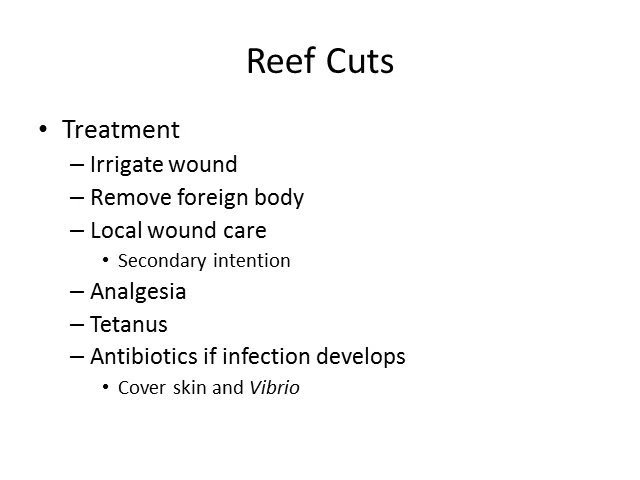 Reef Cuts
• Treatment
– Irrigate wound
– Remove foreign body
– Local wound care
• Secondary intention
– Analgesia
– Tetanus
– Antibiotics if infection develops
• Cover skin and Vibrio